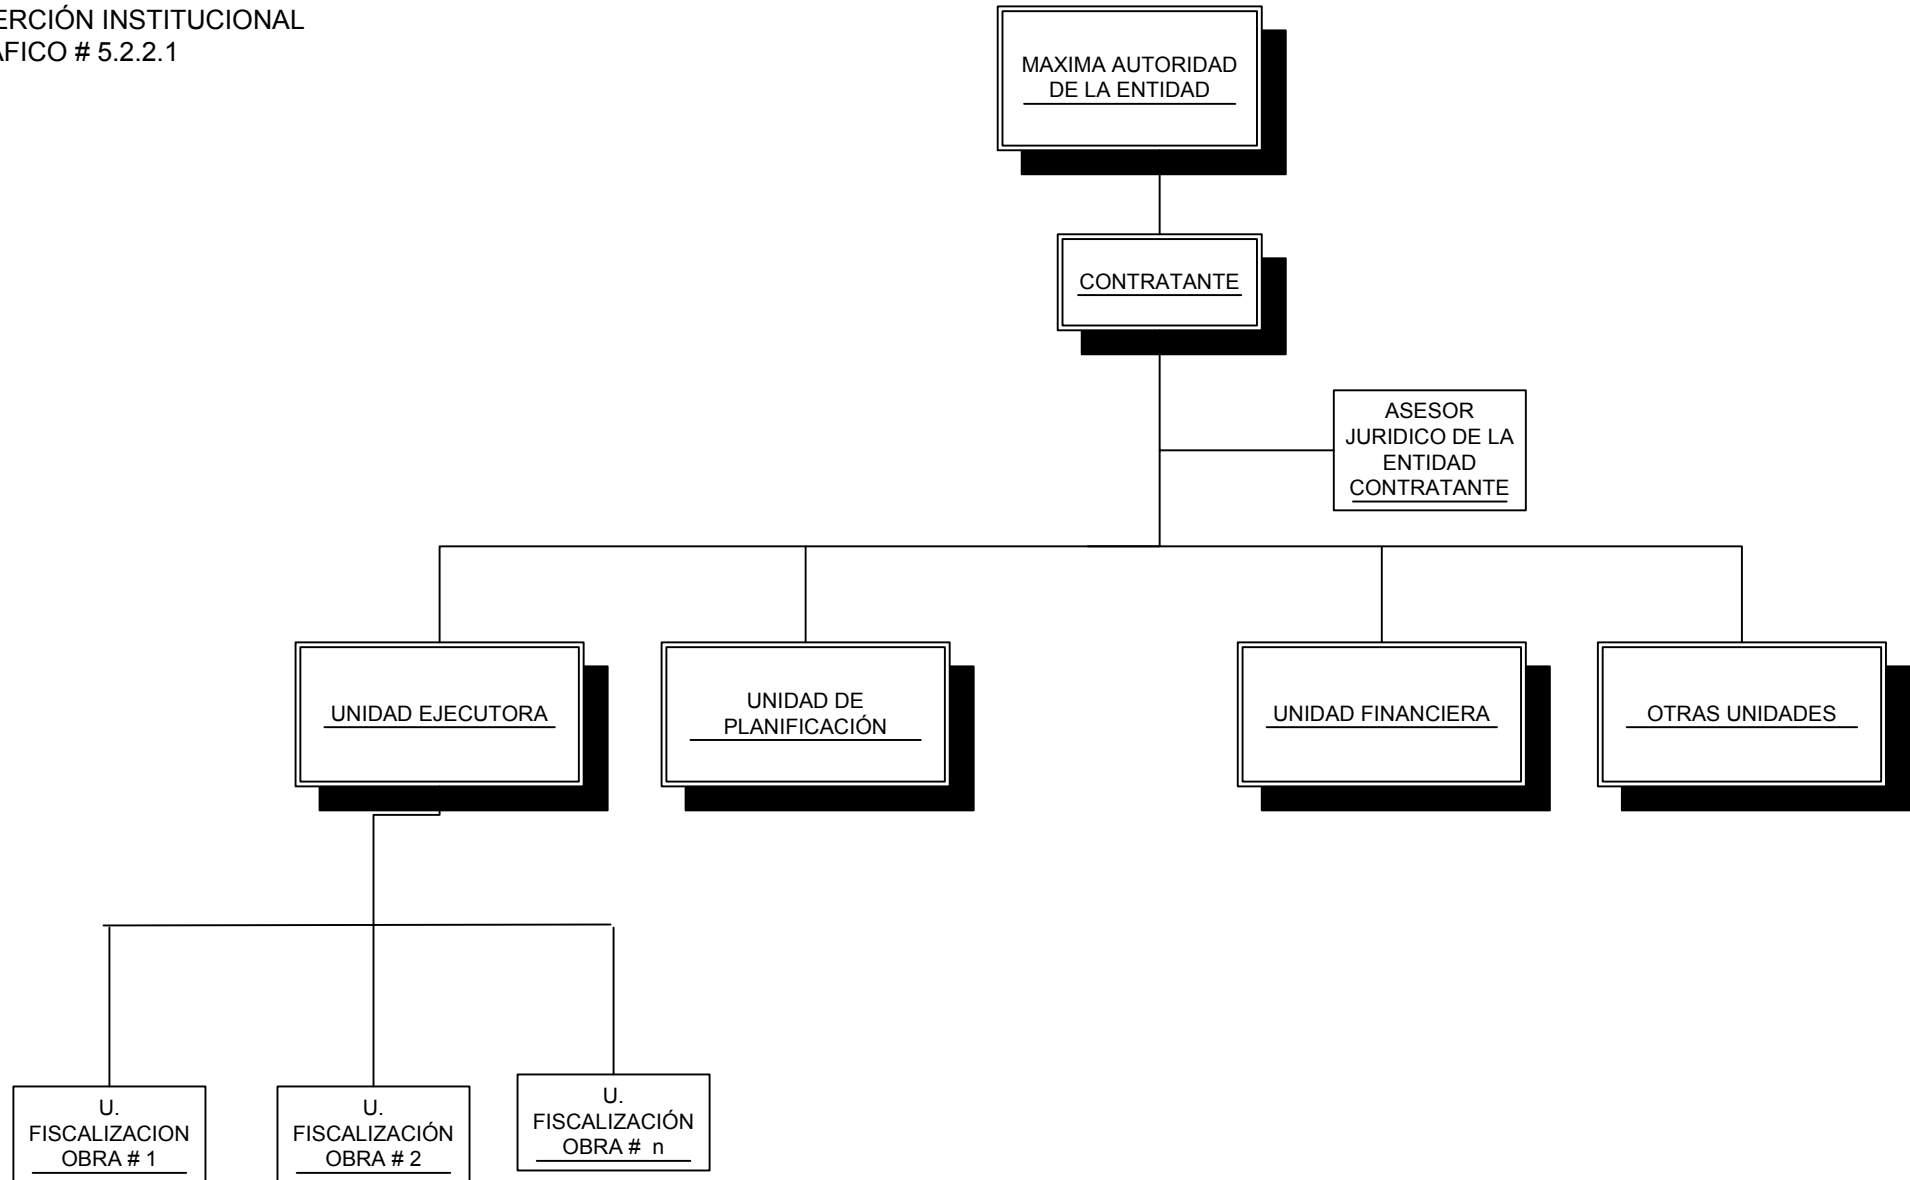 ERCIÓN INSTITUCIONAL
AFICO # 5.2.2.1
MAXIMA AUTORIDAD
DE LA ENTIDAD
CONTRATANTE
ASESOR
JURIDICO DE LA
ENTIDAD
CONTRATANTE
UNIDAD EJECUTORA
UNIDAD DE
PLANIFICACIÓN
UNIDAD FINANCIERA
OTRAS UNIDADES
U.
FISCALIZACION
OBRA # 1
U.
FISCALIZACIÓN
OBRA # 2
U.
FISCALIZACIÓN
OBRA # n